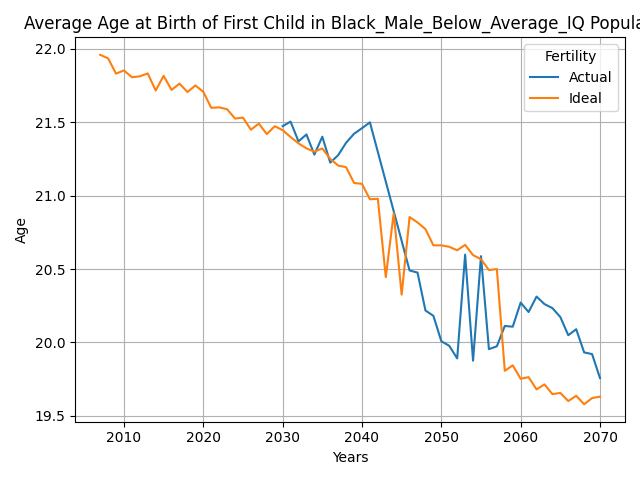 Average Age at Birth of First Child in Black_Male_Below_Average_IQ Popula
22.0
21.5
21.0
20.5
20.0
19.5
Age
Fertility
Actual
Ideal
2010 2020 2030 2040 2050 2060 2070
Years